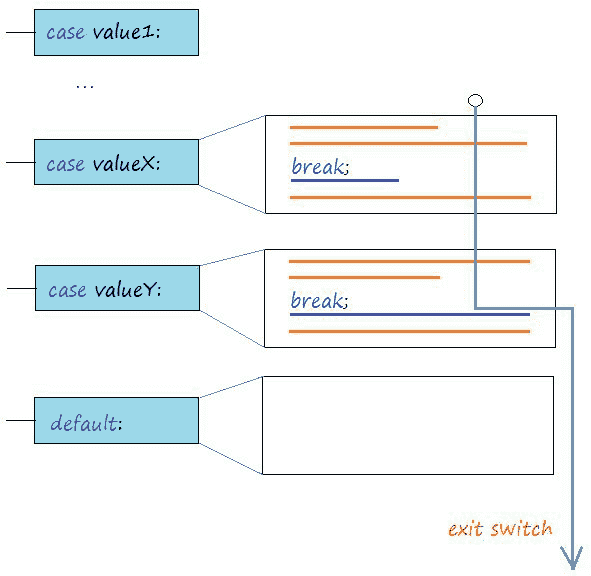 case value1:
...
case valueX:
break;
case valueY:
break;
default:
exit switch